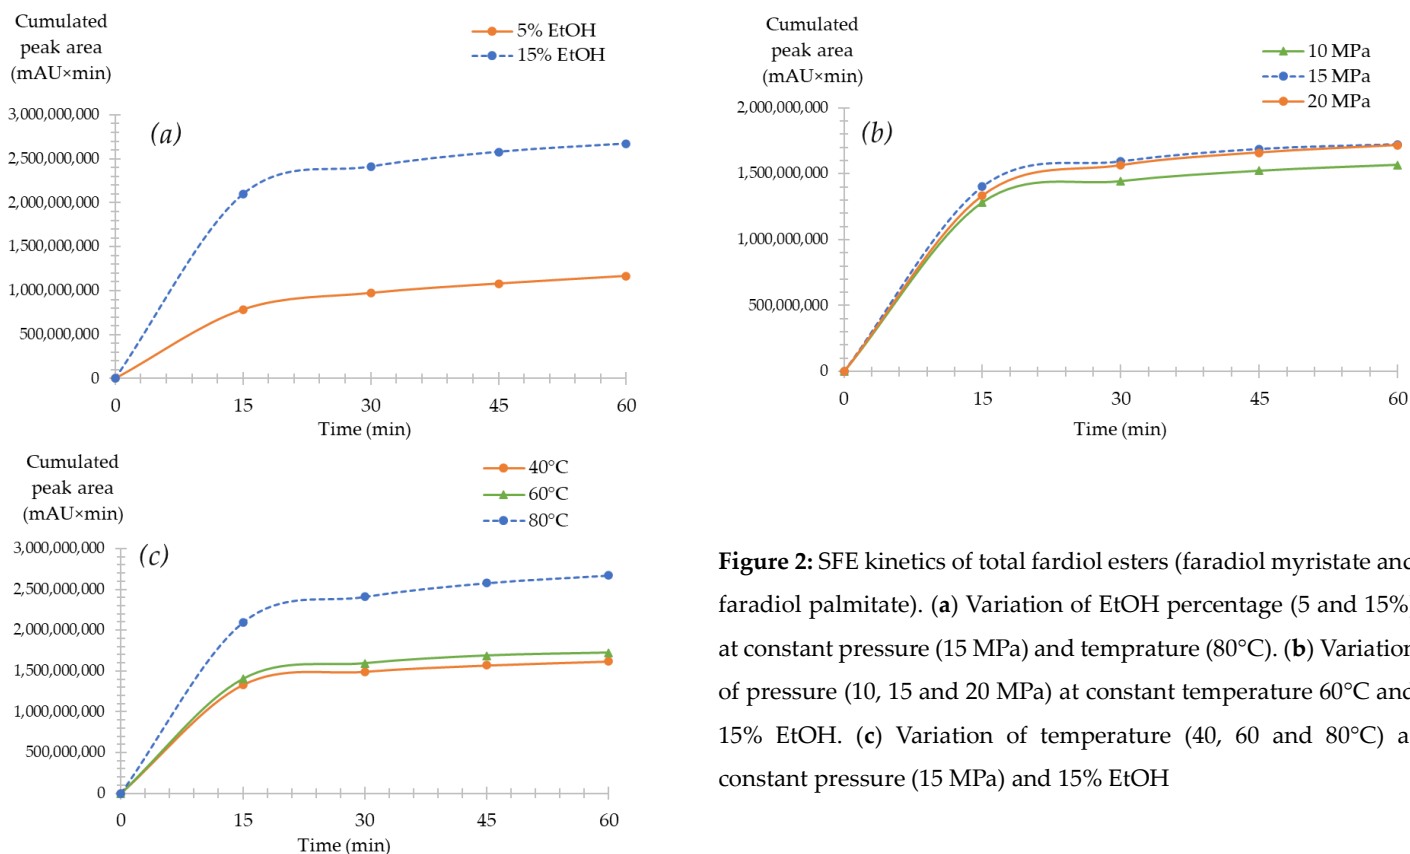 Cumulated
peak area
(mAU×min)
5% EtOH
15% EtOH
(a)
3,000,000,000
2,500,000,000
2,000,000,000
1,500,000,000
1,000,000,000
500,000,000
0
0 15 30 45 60
Time (min)
Cumulated
peak area
(mAU×min)
10 MPa
15 MPa
20 MPa
(b)
2,000,000,000
1,500,000,000
1,000,000,000
500,000,000
0
0 15 30 45 60
Time (min)
Cumulated
peak area
(mAU×min)
40°C
60°C
80°C
(c)
3,000,000,000
2,500,000,000
2,000,000,000
1,500,000,000
1,000,000,000
500,000,000
0
0 15 30 45 60
Time (min)
Figure 2: SFE kinetics of total fardiol esters (faradiol myristate and
faradiol palmitate). (a) Variation of EtOH percentage (5 and 15%)
at constant pressure (15 MPa) and temprature (80°C). (b) Variation
of pressure (10, 15 and 20 MPa) at constant temperature 60°C and
15% EtOH. (c) Variation of temperature (40, 60 and 80°C) a
constant pressure (15 MPa) and 15% EtOH